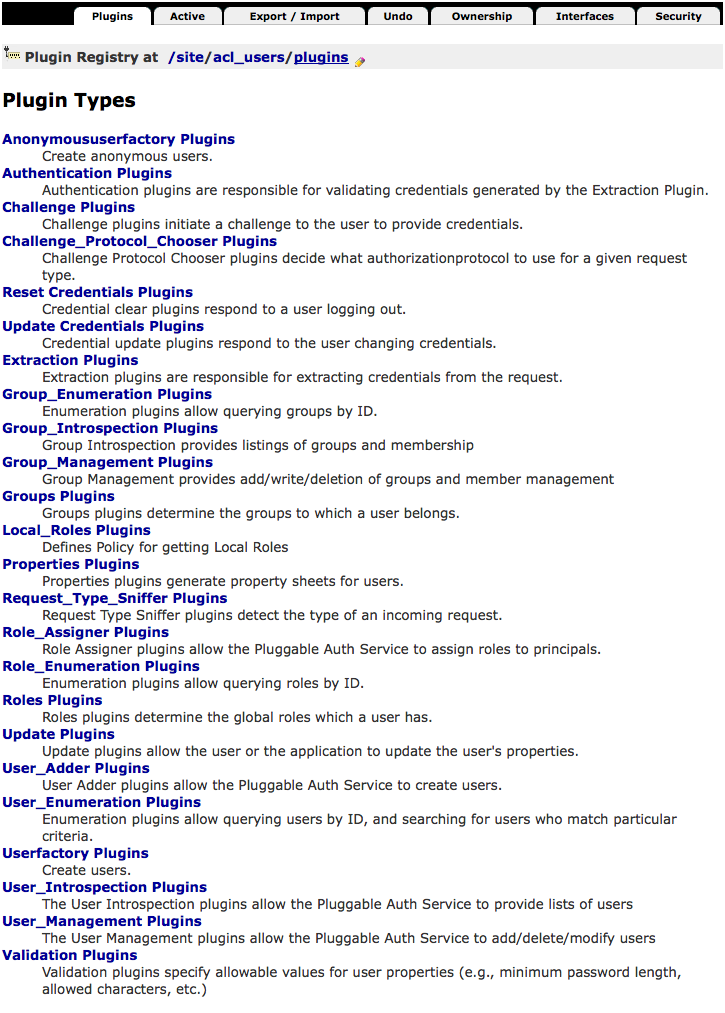 Plugins Active Export / Import Undo Ownership Interfaces Security
Plugin Registry at /site/acl_users/plugins
Plugin Types
Anonymoususerfactory Plugins
Create anonymous users.
Authentication Plugins
Authentication plugins are responsible for validating credentials generated by the Extraction Plugin.
Challenge Plugins
Challenge plugins initiate a challenge to the user to provide credentials.
Challenge_Protocol_Chooser Plugins
Challenge Protocol Chooser plugins decide what authorizationprotocol to use for a given request
type.
Reset Credentials Plugins
Credential clear plugins respond to a user logging out.
Update Credentials Plugins
Credential update plugins respond to the user changing credentials.
Extraction Plugins
Extraction plugins are responsible for extracting credentials from the request.
Group_Enumeration Plugins
Enumeration plugins allow querying groups by ID.
Group_Introspection Plugins
Group Introspection provides listings of groups and membership
Group_Management Plugins
Group Management provides add/write/deletion of groups and member management
Groups Plugins
Groups plugins determine the groups to which a user belongs.
Local_Roles Plugins
Defines Policy for getting Local Roles
Properties Plugins
Properties plugins generate property sheets for users.
Request_Type_Sniffer Plugins
Request Type Sniffer plugins detect the type of an incoming request.
Role_Assigner Plugins
Role Assigner plugins allow the Pluggable Auth Service to assign roles to principals.
Role_Enumeration Plugins
Enumeration plugins allow querying roles by ID.
Roles Plugins
Roles plugins determine the global roles which a user has.
Update Plugins
Update plugins allow the user or the application to update the user's properties.
User_Adder Plugins
User Adder plugins allow the Pluggable Auth Service to create users.
User_Enumeration Plugins
Enumeration plugins allow querying users by ID, and searching for users who match particular
criteria.
Userfactory Plugins
Create users.
User_Introspection Plugins
The User Introspection plugins allow the Pluggable Auth Service to provide lists of users
User_Management Plugins
The User Management plugins allow the Pluggable Auth Service to add/delete/modify users
Validation Plugins
Validation plugins specify allowable values for user properties (e.g., minimum password length,
allowed characters, etc.)